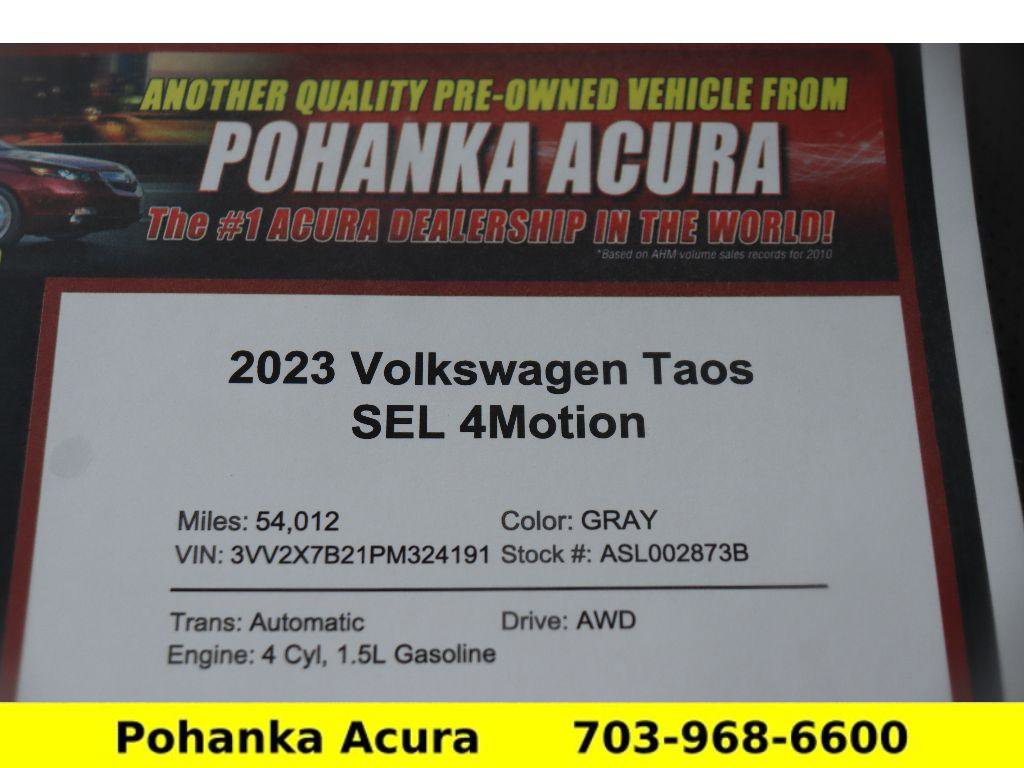 ANOTHER QUALITY PRE-OWNED VEHICLE FROM
POHANKA ACURA
The #1 ACURA DEALERSHIP IN THE WORLD!
*Based on AHM volume sales records for 2010
2023 Volkswagen Taos
SEL 4Motion
Miles: 54,012 Color: GRAY
VIN: 3VV2X7B21PM324191 Stock #: ASL002873B
Trans: Automatic Drive: AWD
Engine: 4 Cyl, 1.5L Gasoline
Pohanka Acura 703-968-6600